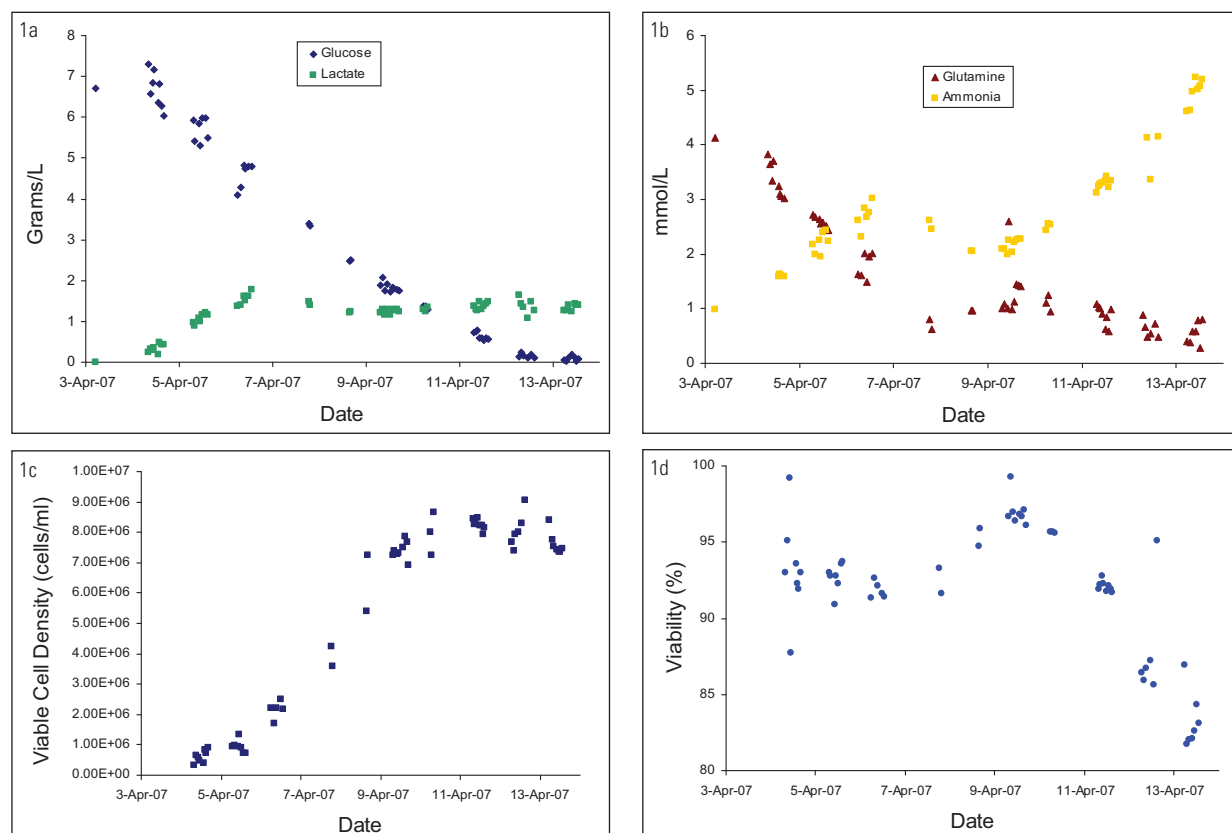 1a
Glucose
Lactate
8
7
6
5
4
3
2
1
0
Grams/L
3-Apr-07 5-Apr-07 7-Apr-07 9-Apr-07 11-Apr-07 13-Apr-07
Date
1b
Glutamine
Ammonia
6
5
4
3
2
1
0
mmol/L
3-Apr-07 5-Apr-07 7-Apr-07 9-Apr-07 11-Apr-07 13-Apr-07
Date
1c
1.00E+07
9.00E+06
8.00E+06
7.00E+06
6.00E+06
5.00E+06
4.00E+06
3.00E+06
2.00E+06
1.00E+06
0.00E+00
Viable Cell Density (cells/ml)
3-Apr-07 5-Apr-07 7-Apr-07 9-Apr-07 11-Apr-07 13-Apr-07
Date
1d
100
95
90
85
80
Viability (%)
3-Apr-07 5-Apr-07 7-Apr-07 9-Apr-07 11-Apr-07 13-Apr-07
Date